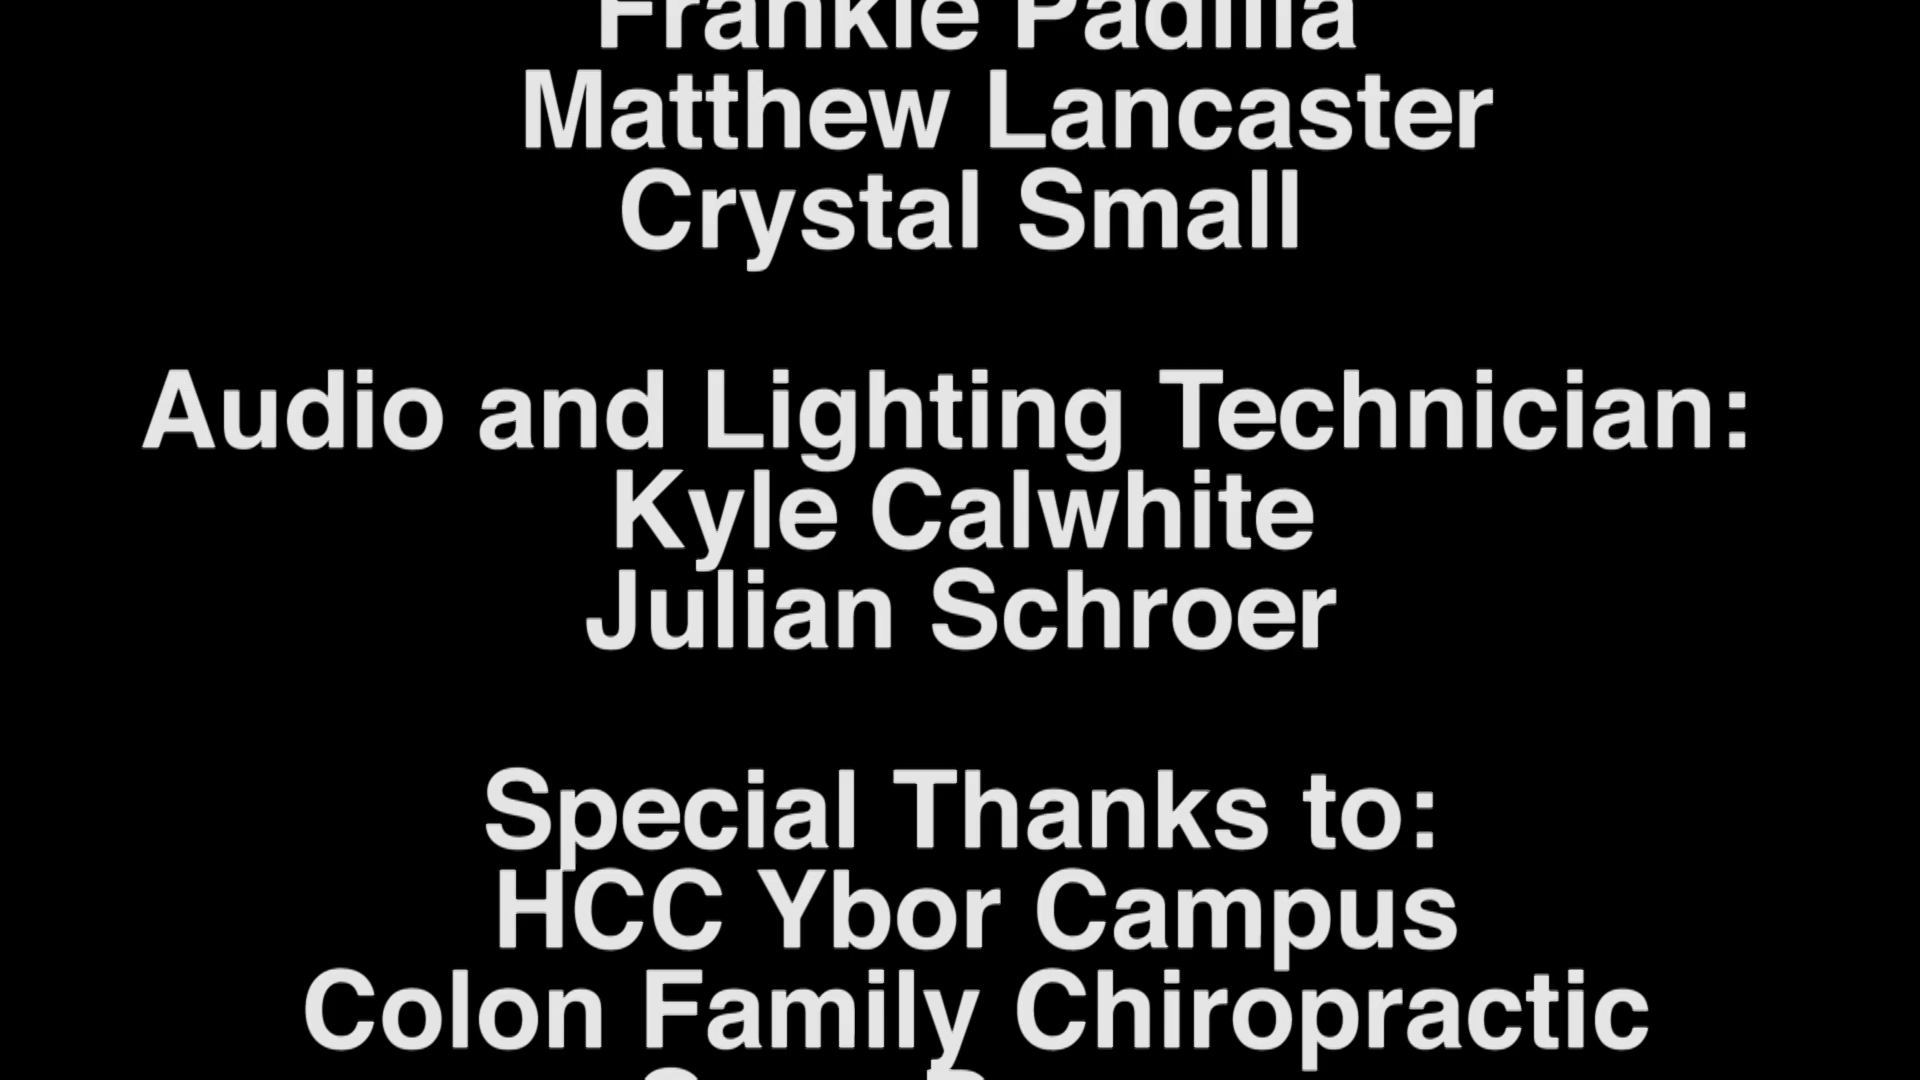 Frankie Padilla
Matthew Lancaster
Crystal Small
Audio and Lighting Technician:
Kyle Calwhite
Julian Schroer
Special Thanks to:
HCC Ybor Campus
Colon Family Chiropractic